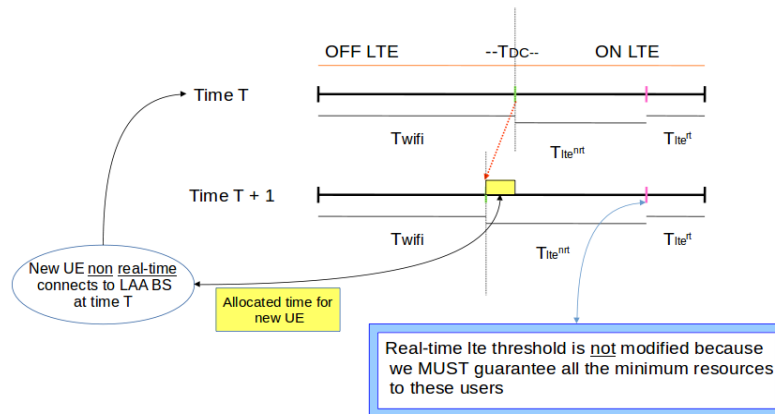 OFF LTE --TDC-- ON LTE
Time T
Twifi Tlte nrt Tlte rt
Time T + 1
Twifi Tlte nrt Tlte rt
New UE non real-time
connects to LAA BS
at time T
Allocated time for
new UE
Real-time lte threshold is not modified because
we MUST guarantee all the minimum resources
to these users